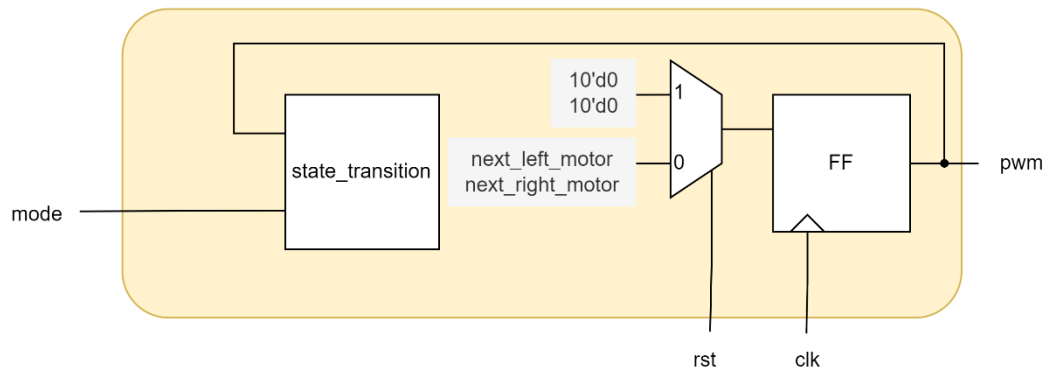 10'd0
10'd0
1
state_transition
next_left_motor
next_right_motor
0
FF
pwm
mode
rst
clk